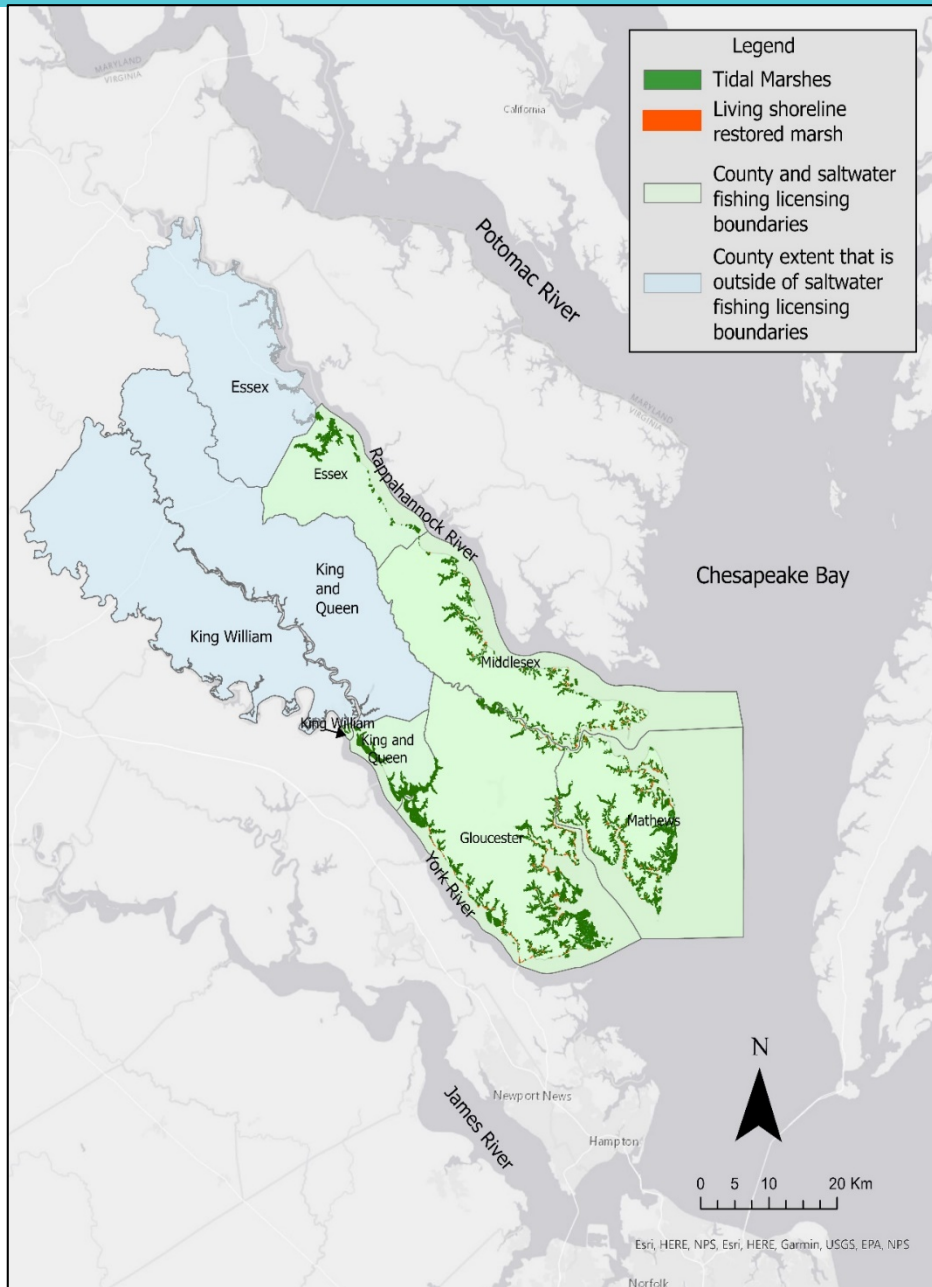 MARYLAND
VIRGINIA
California
Legend
Tidal Marshes
Living shoreline
restored marsh
County and saltwater
fishing licensing
boundaries
County extent that is
outside of saltwater
fishing licensing
boundaries
Potomac River
MARYLAND
VIRGINIA
Essex
Essex
Rappahannock River
Chesapeake Bay
King
and
Queen
King William
Middlesex
King William
King and
Queen
Mathews
Gloucester
York River
N
Newport News
James River
Hampton
0 5 10 20 Km
Esri, HERE, NPS, Esri, HERE, Garmin, USGS, EPA, NPS
Norfolk